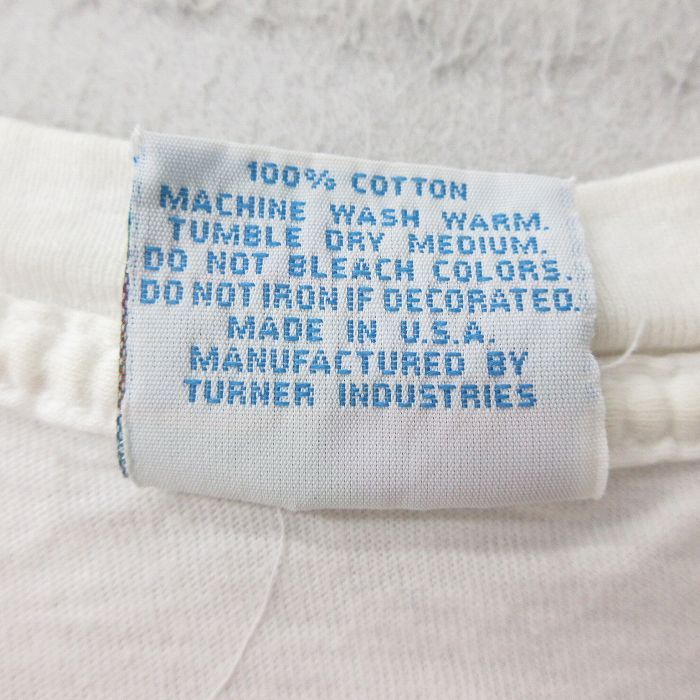 100% COTTON
MACHINE WASH WARM.
TUMBLE DRY MEDIUM.
DO NOT BLEACH COLORS.
DO NOT IRON IF DECORATED.
MADE IN U.S.A.
MANUFACTURED BY
TURNER INDUSTRIES